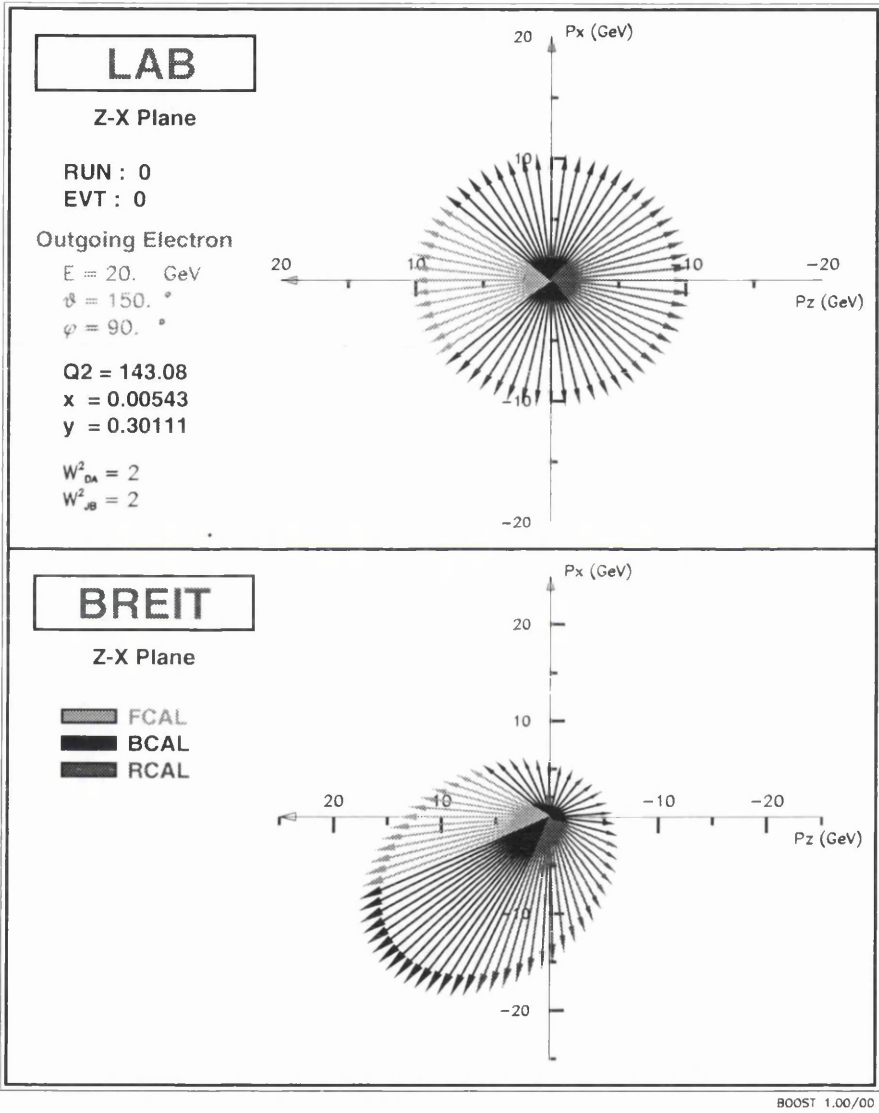 LAB
Z-X Plane
RUN : 0
EVT : 0
Outgoing Electron
E = 20. GeV
ϑ = 150. °
φ = 90. °
Q2 = 143.08
x = 0.00543
y = 0.30111
W²DA = 2
W²JB = 2
Px (GeV)
20
10
20
10
-10
-20
Pz (GeV)
-10
-20
BREIT
Z-X Plane
FCAL
BCAL
RCAL
Px (GeV)
20
10
20
10
-10
-20
Pz (GeV)
-10
-20
BOOST 1.00/00